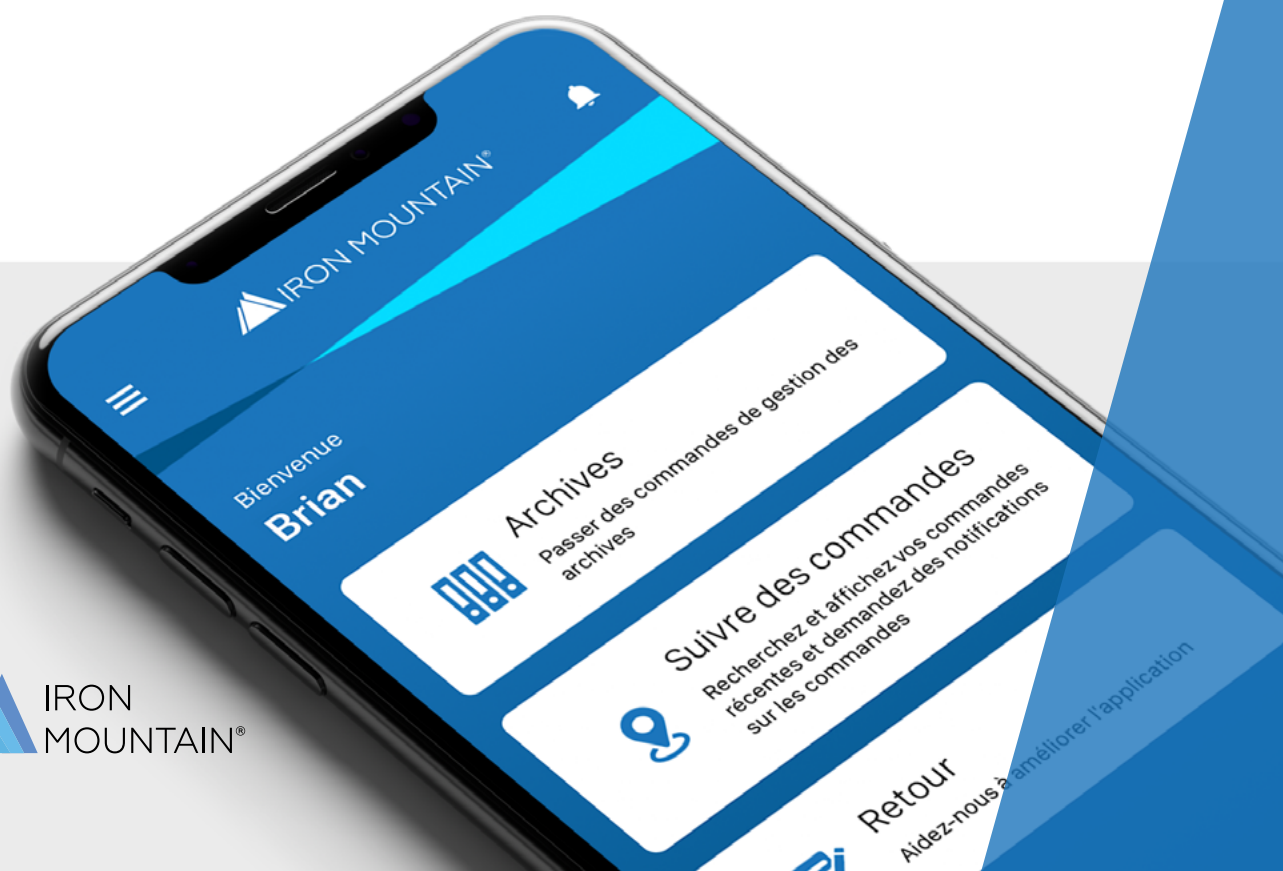 IRON MOUNTAIN®
Bienvenue
Brian
Archives
Passer des commandes de gestion des
archives
Suivre des commandes
Recherchez et affichez vos commandes
récentes et demandez des notifications
sur les commandes
Retour
Aidez-nous à améliorer l'application
IRON
MOUNTAIN®